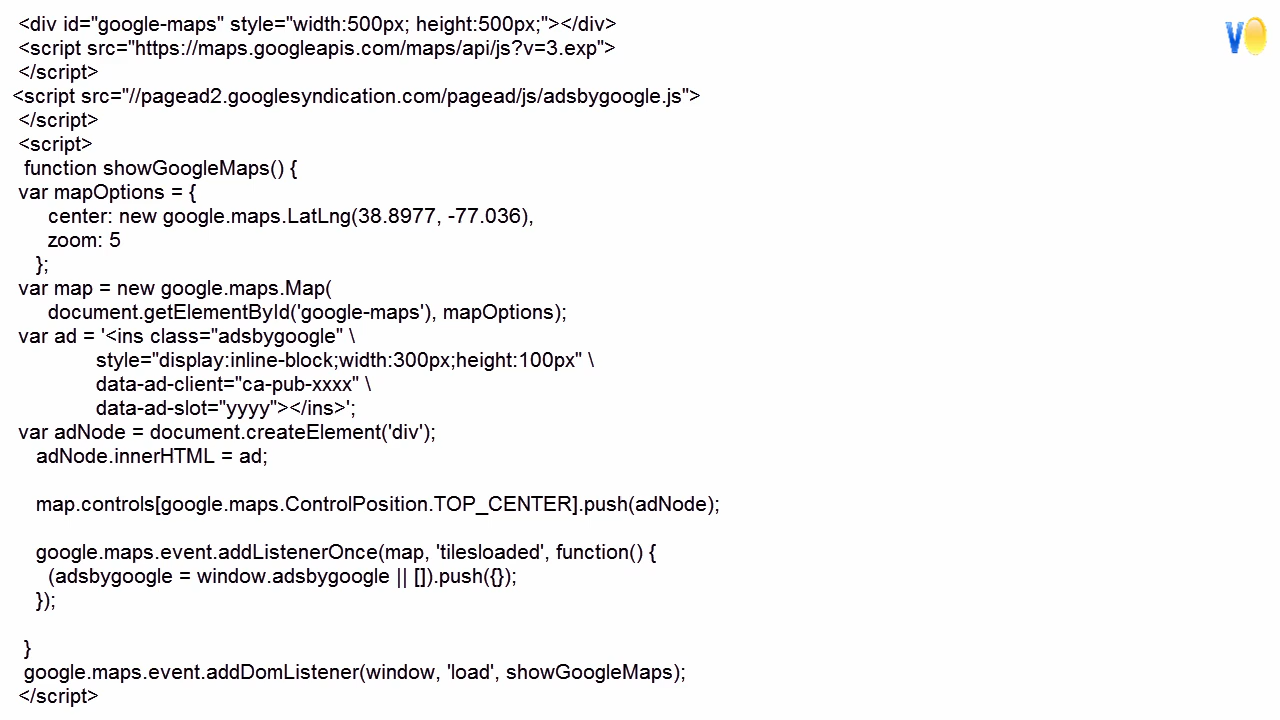 <div id="google-maps" style="width:500px; height:500px;"></div>
<script src="https://maps.googleapis.com/maps/api/js?v=3.exp">
</script>
<script src="//pagead2.googlesyndication.com/pagead/js/adsbygoogle.js">
</script>
<script>
function showGoogleMaps() {
var mapOptions = {
center: new google.maps.LatLng(38.8977, -77.036),
zoom: 5
};
var map = new google.maps.Map(
document.getElementById('google-maps'), mapOptions);
var ad = '<ins class="adsbygoogle" \
style="display:inline-block;width:300px;height:100px" \
data-ad-client="ca-pub-xxxx" \
data-ad-slot="yyyy"></ins>';
var adNode = document.createElement('div');
adNode.innerHTML = ad;
map.controls[google.maps.ControlPosition.TOP_CENTER].push(adNode);
google.maps.event.addListenerOnce(map, 'tilesloaded', function() {
(adsbygoogle = window.adsbygoogle || []).push({});
});
}
google.maps.event.addDomListener(window, 'load', showGoogleMaps);
</script>
VO